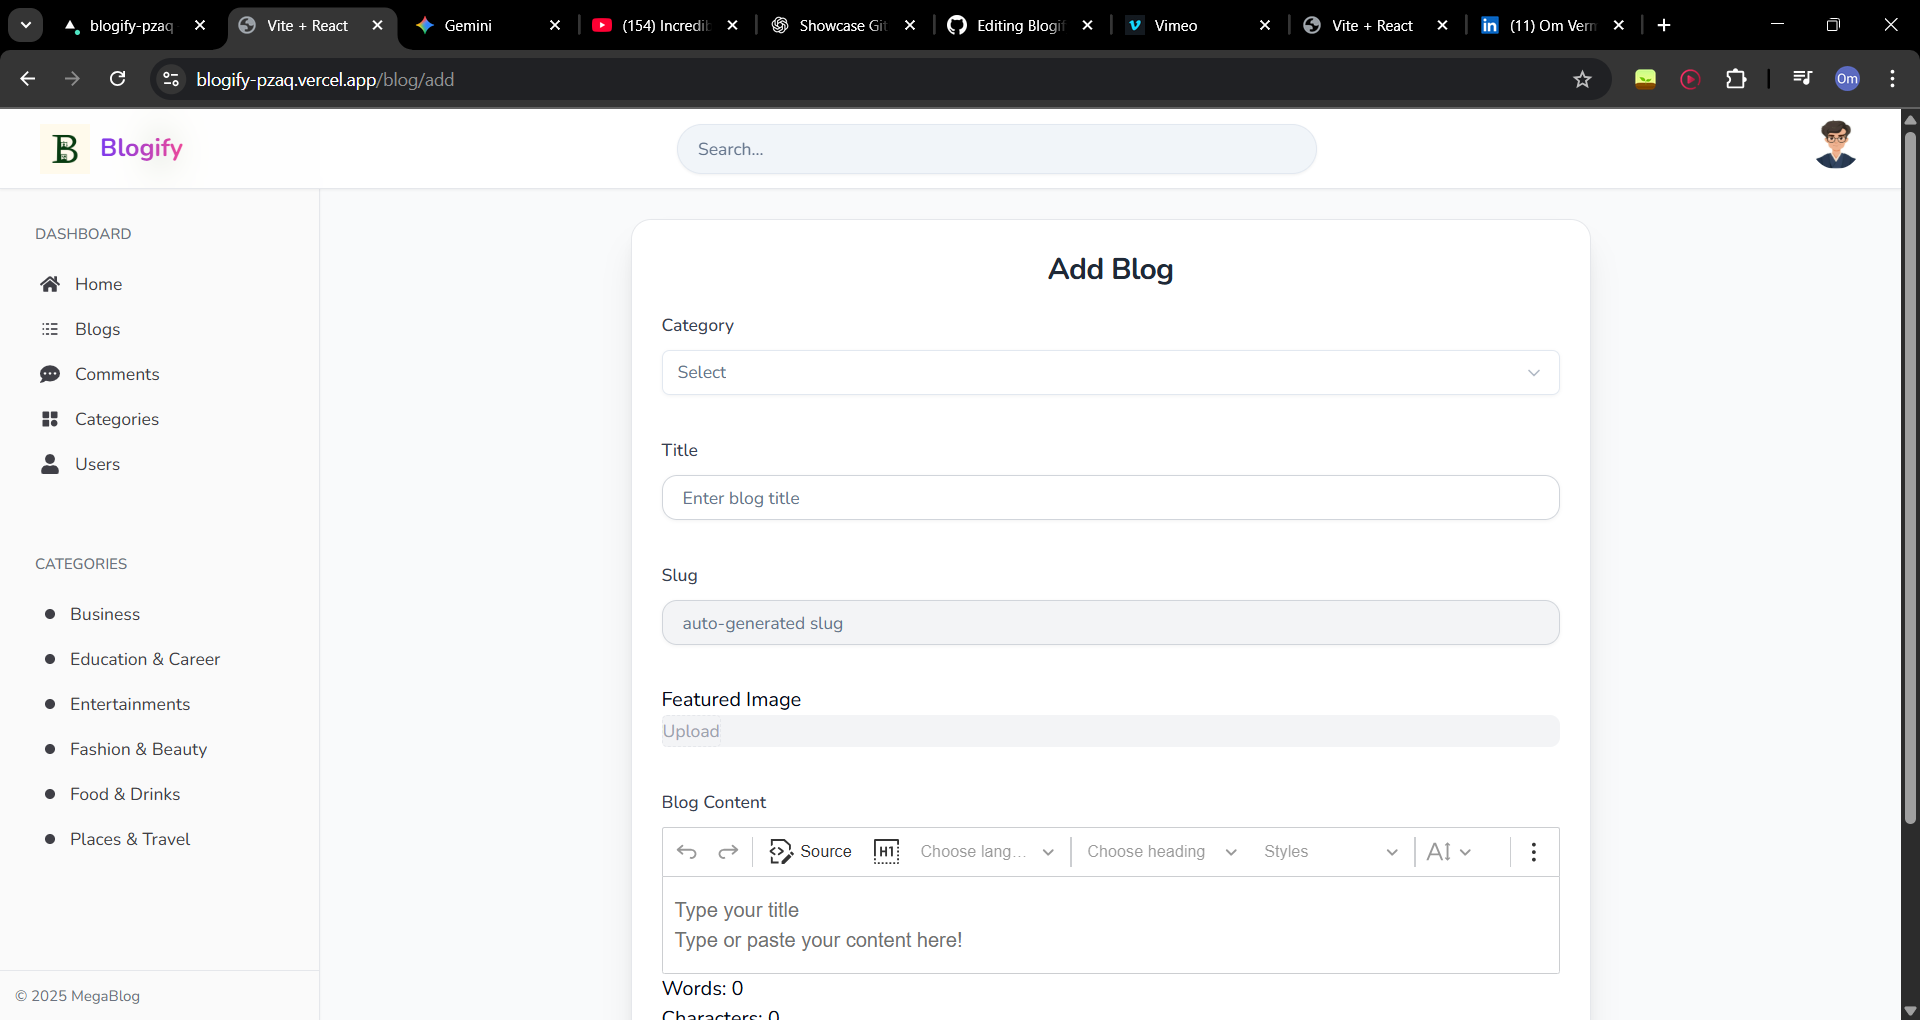 blogify-pzaq
Vite + React
Gemini
(154) Incredib
Showcase Git
Editing Blogif
Vimeo
Vite + React
in (11) Om Verm
blogify-pzaq.vercel.app/blog/add
Om
B Blogify
Search...
DASHBOARD
Home
Blogs
Comments
Categories
Users
CATEGORIES
Business
Education & Career
Entertainments
Fashion & Beauty
Food & Drinks
Places & Travel
© 2025 MegaBlog
Add Blog
Category
Select
Title
Enter blog title
Slug
auto-generated slug
Featured Image
Upload
Blog Content
Source H1 Choose lang... Choose heading Styles A
Type your title
Type or paste your content here!
Words: 0
Characters: 0